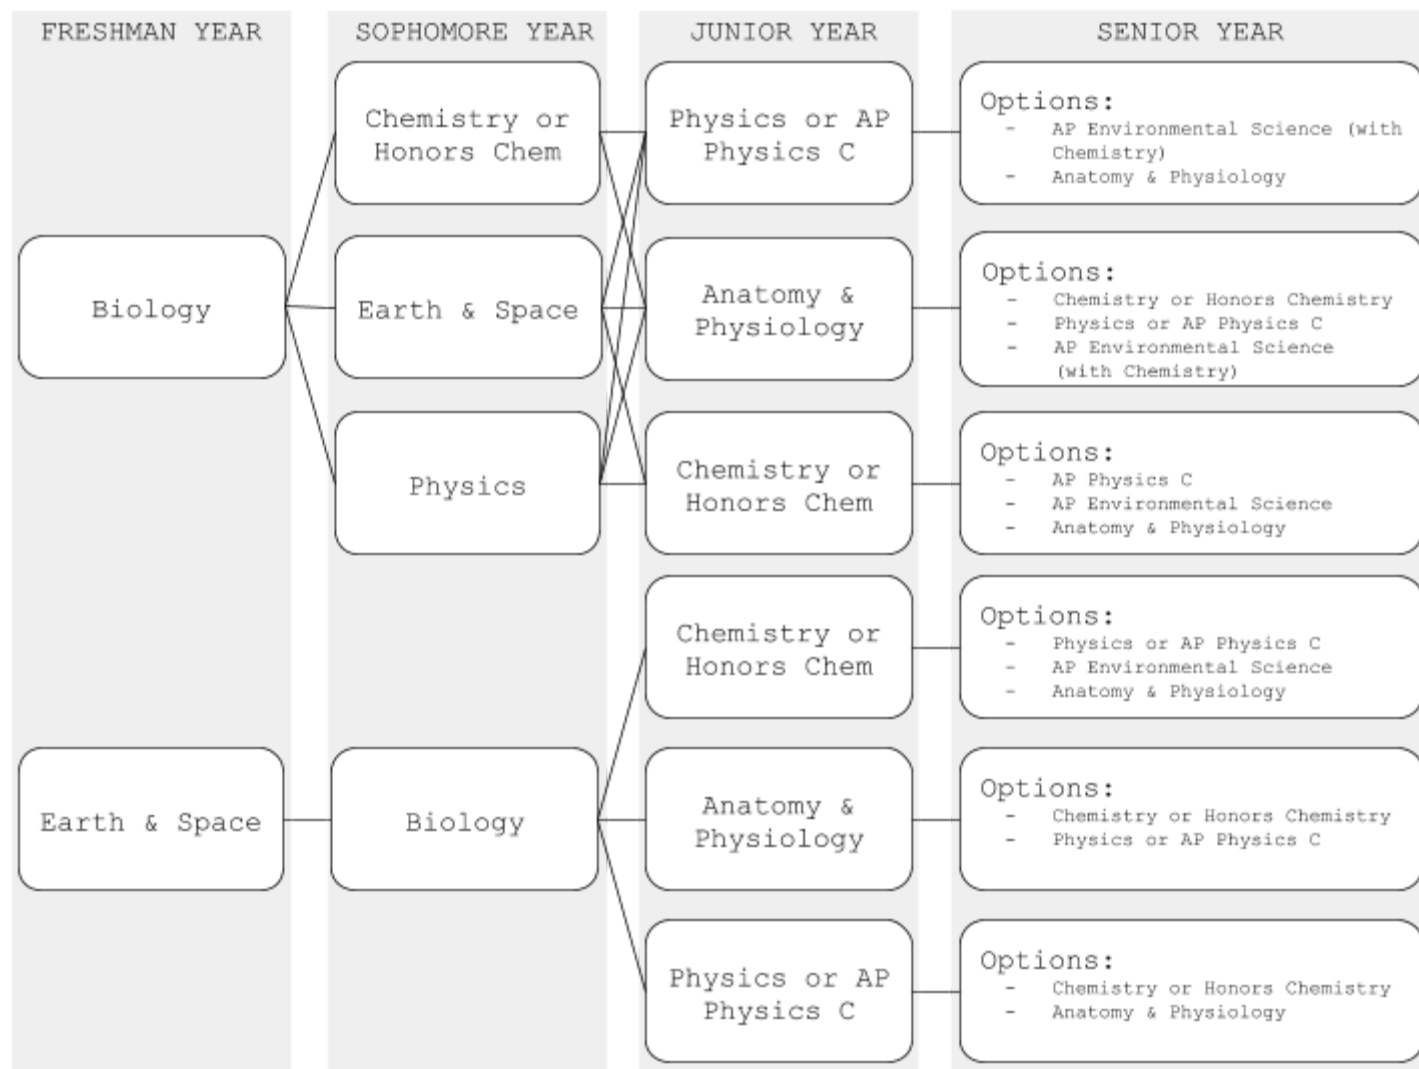 FRESHMAN YEAR
SOPHOMORE YEAR
JUNIOR YEAR
SENIOR YEAR
Biology
Chemistry or
Honors Chem
Earth & Space
Physics
Physics or AP
Physics C
Anatomy &
Physiology
Chemistry or
Honors Chem
Options:
- AP Environmental Science (with
Chemistry)
- Anatomy & Physiology
Options:
- Chemistry or Honors Chemistry
- Physics or AP Physics C
- AP Environmental Science
(with Chemistry)
Options:
- AP Physics C
- AP Environmental Science
- Anatomy & Physiology
Earth & Space
Biology
Chemistry or
Honors Chem
Anatomy &
Physiology
Physics or AP
Physics C
Options:
- Physics or AP Physics C
- AP Environmental Science
- Anatomy & Physiology
Options:
- Chemistry or Honors Chemistry
- Physics or AP Physics C
Options:
- Chemistry or Honors Chemistry
- Anatomy & Physiology